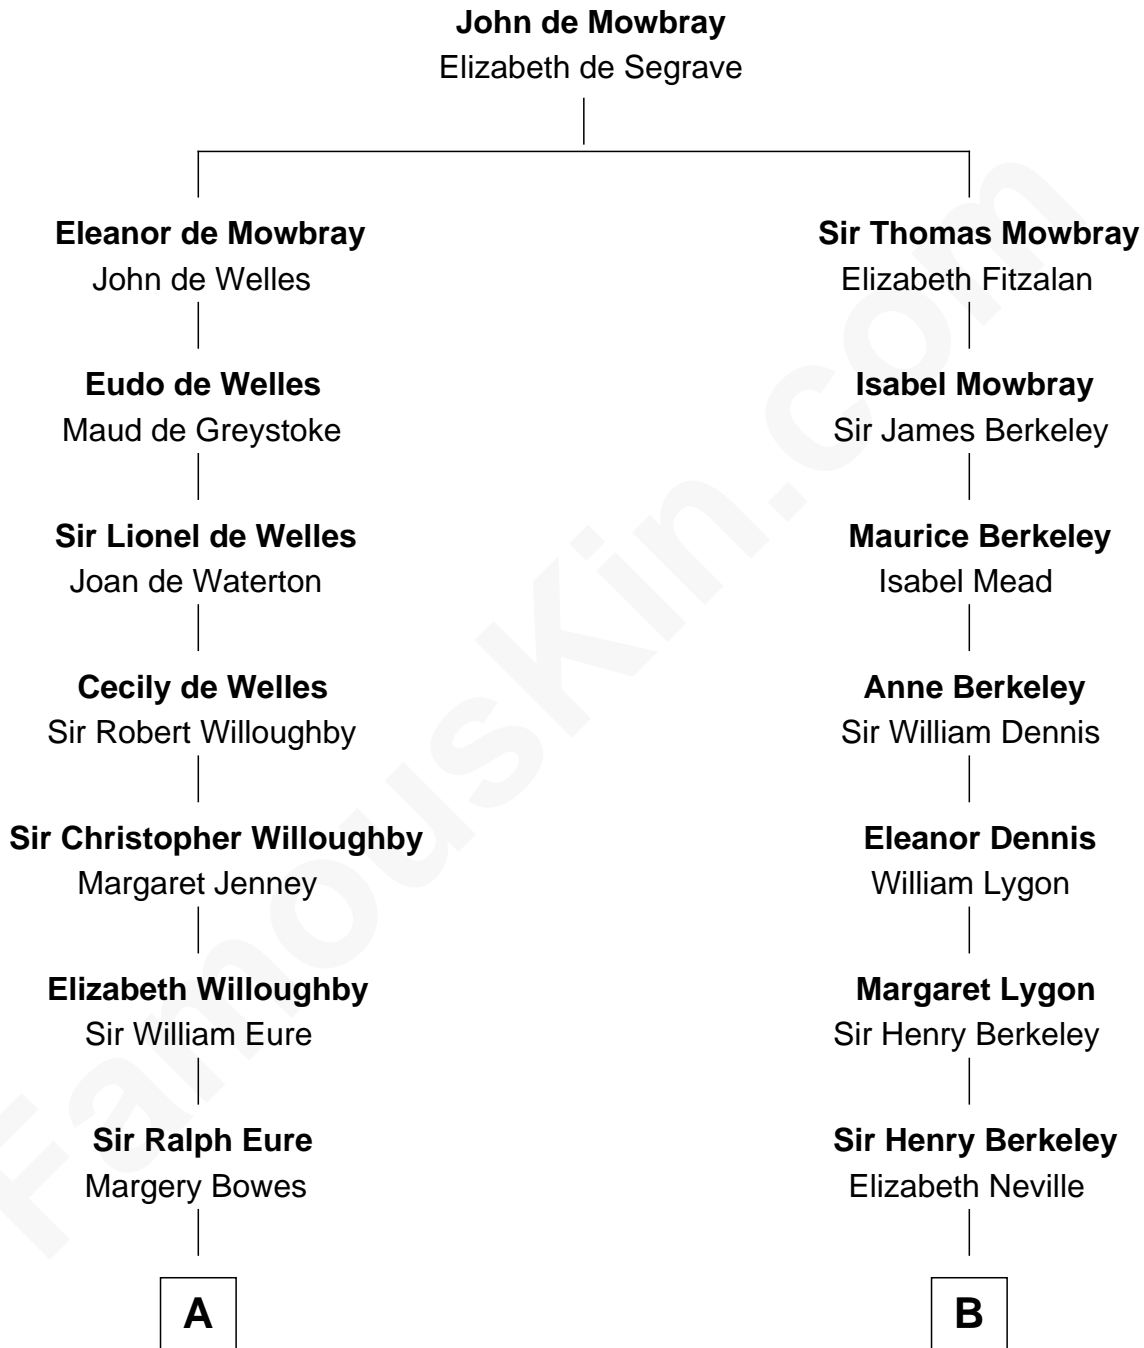 John de Mowbray
Elizabeth de Segrave
Eleanor de Mowbray
John de Welles
Eudo de Welles
Maud de Greystoke
Sir Lionel de Welles
Joan de Waterton
Cecily de Welles
Sir Robert Willoughby
Sir Christopher Willoughby
Margaret Jenney
Elizabeth Willoughby
Sir William Eure
Sir Ralph Eure
Margery Bowes
A
Sir Thomas Mowbray
Elizabeth Fitzalan
Isabel Mowbray
Sir James Berkeley
Maurice Berkeley
Isabel Mead
Anne Berkeley
Sir William Dennis
Eleanor Dennis
William Lygon
Margaret Lygon
Sir Henry Berkeley
Sir Henry Berkeley
Elizabeth Neville
B
FamousKin.com